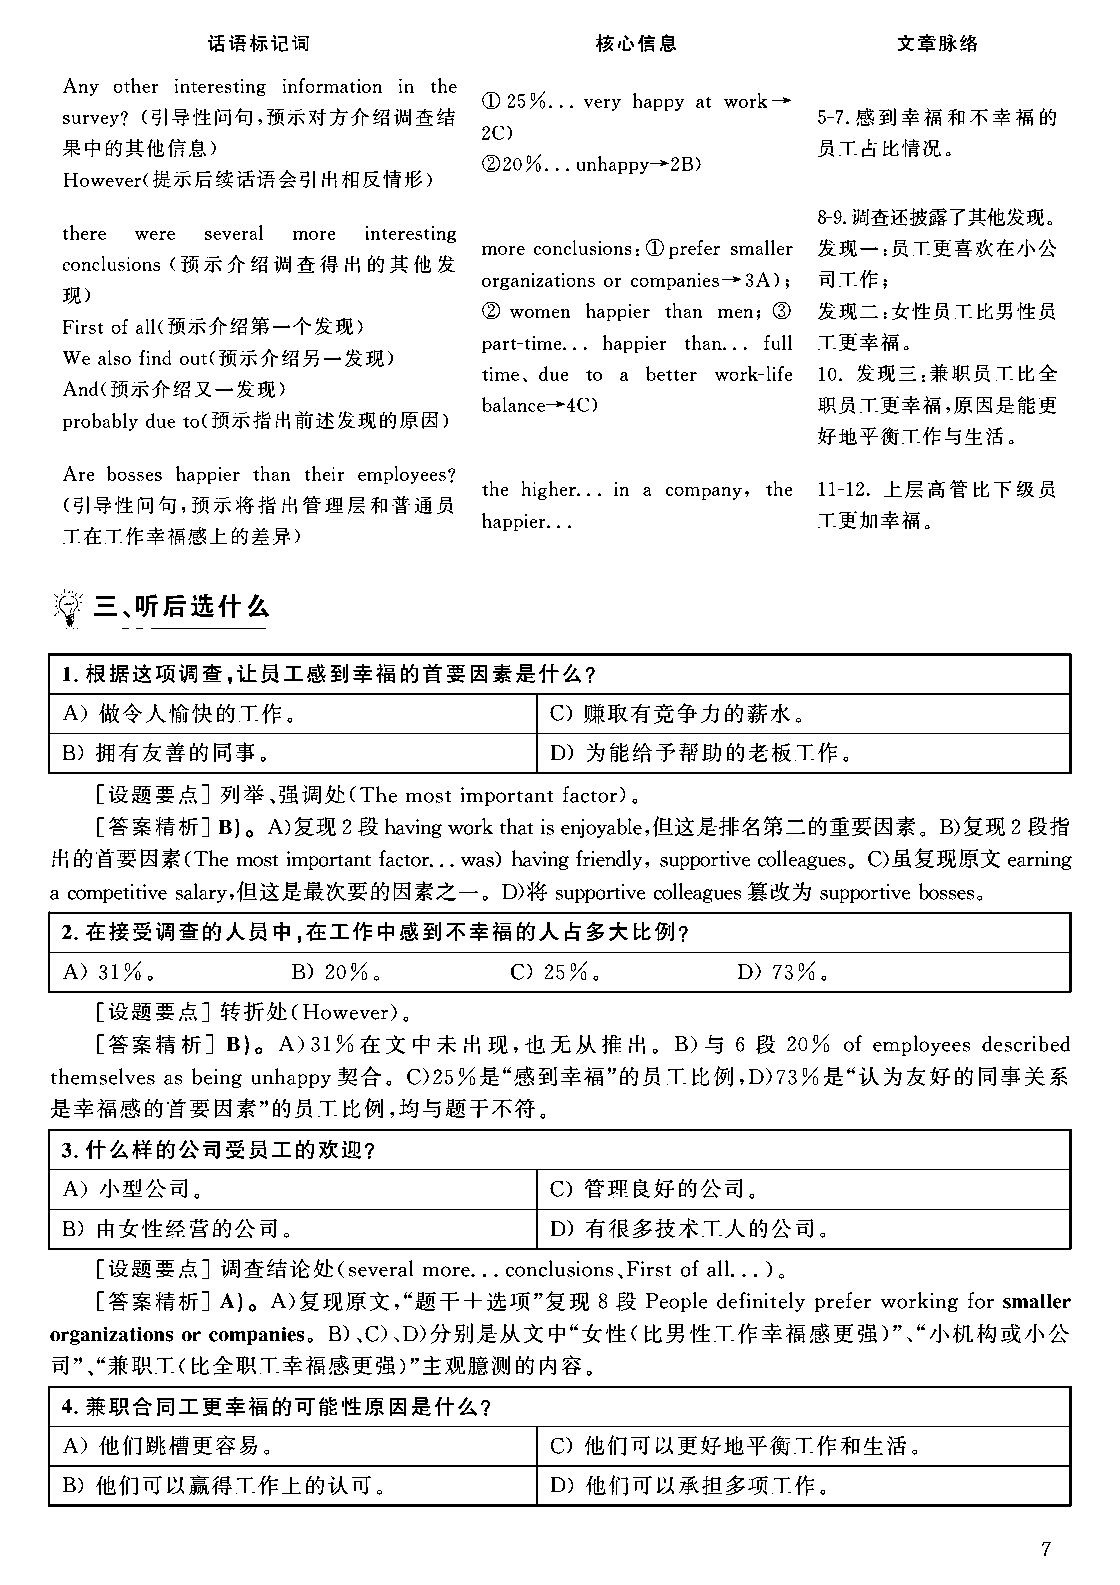 话语标记词 核心信息 文章脉络
Any other interesting information in the
survey?（引导性问句,预示对方介绍调查结
果中的其他信息）
However(提示后续话语会引出相反情形)
① 25%... very happy at work→
2C)
②20%... unhappy→2B)
5-7. 感到幸福和不幸福的
员工占比情况。
there were several more interesting
conclusions（预示介绍调查得出的其他发
现）
First of all(预示介绍第一个发现)
We also find out(预示介绍另一发现)
And(预示介绍又一发现)
probably due to(预示指出前述发现的原因)
more conclusions: ① prefer smaller
organizations or companies→3A);
② women happier than men; ③
part-time... happier than... full
time、due to a better work-life
balance→4C)
8-9. 调查还披露了其他发现。
发现一:员工更喜欢在小公
司工作;
发现二:女性员工比男性员
工更幸福。
10. 发现三:兼职员工比全
职员工更幸福,原因是能更
好地平衡工作与生活。
Are bosses happier than their employees?
(引导性问句,预示将指出管理层和普通员
工在工作幸福感上的差异)
the higher... in a company, the
happier...
11-12. 上层高管比下级员
工更加幸福。
三、听后选什么
1. 根据这项调查,让员工感到幸福的首要因素是什么?
A) 做令人愉快的工作。 C) 赚取有竞争力的薪水。
B) 拥有友善的同事。 D) 为能给予帮助的老板工作。
[设题要点] 列举、强调处(The most important factor)。
[答案精析] B)。A)复现 2 段 having work that is enjoyable,但这是排名第二的重要因素。B)复现 2 段指
出的首要因素(The most important factor... was) having friendly, supportive colleagues。C)虽复现原文 earning
a competitive salary,但这是最次要的因素之一。D)将 supportive colleagues 篡改为 supportive bosses。
2. 在接受调查的人员中,在工作中感到不幸福的人占多大比例?
A) 31%。 B) 20%。 C) 25%。 D) 73%。
[设题要点] 转折处(However)。
[答案精析] B)。A)31%在文中未出现,也无从推出。B)与 6 段 20% of employees described
themselves as being unhappy 契合。C)25%是“感到幸福”的员工比例,D)73%是“认为友好的同事关系
是幸福感的首要因素”的员工比例,均与题干不符。
3. 什么样的公司受员工的欢迎?
A) 小型公司。 C) 管理良好的公司。
B) 由女性经营的公司。 D) 有很多技术工人的公司。
[设题要点] 调查结论处(several more... conclusions、First of all...)。
[答案精析] A)。A)复现原文,“题干+选项”复现 8 段 People definitely prefer working for smaller
organizations or companies。B)、C)、D)分别是从文中“女性(比男性工作幸福感更强)”、“小机构或小公
司”、“兼职工(比全职工幸福感更强)”主观臆测的内容。
4. 兼职合同工更幸福的可能性原因是什么?
A) 他们跳槽更容易。 C) 他们可以更好地平衡工作和生活。
B) 他们可以赢得工作上的认可。 D) 他们可以承担多项工作。
7